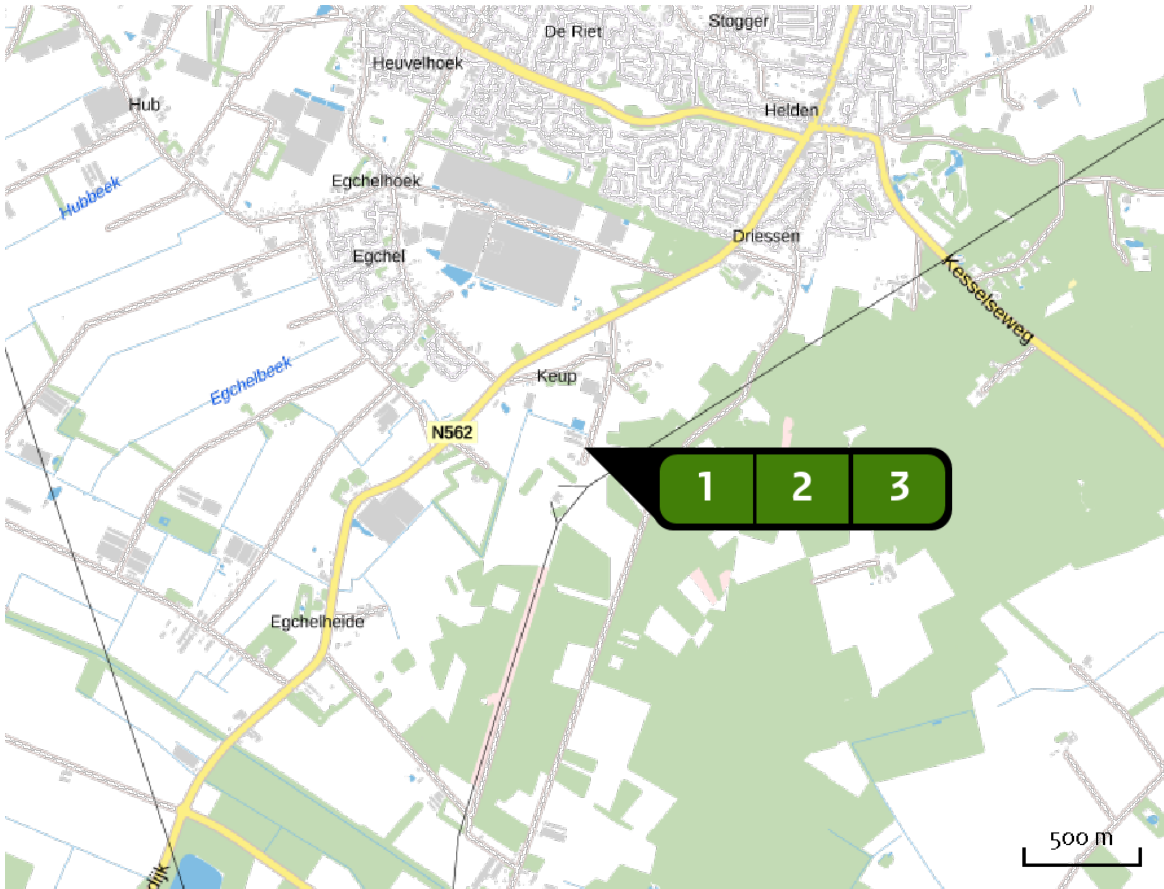 Stogger
De Riet
Heuvelhoek
Hub
Helden
Egchelhoek
Hubbeek
Driessen
Egchel
Kesselseweg
Egchelbeek
Keup
N562
1 2 3
Egchelheide
500 m
dijk